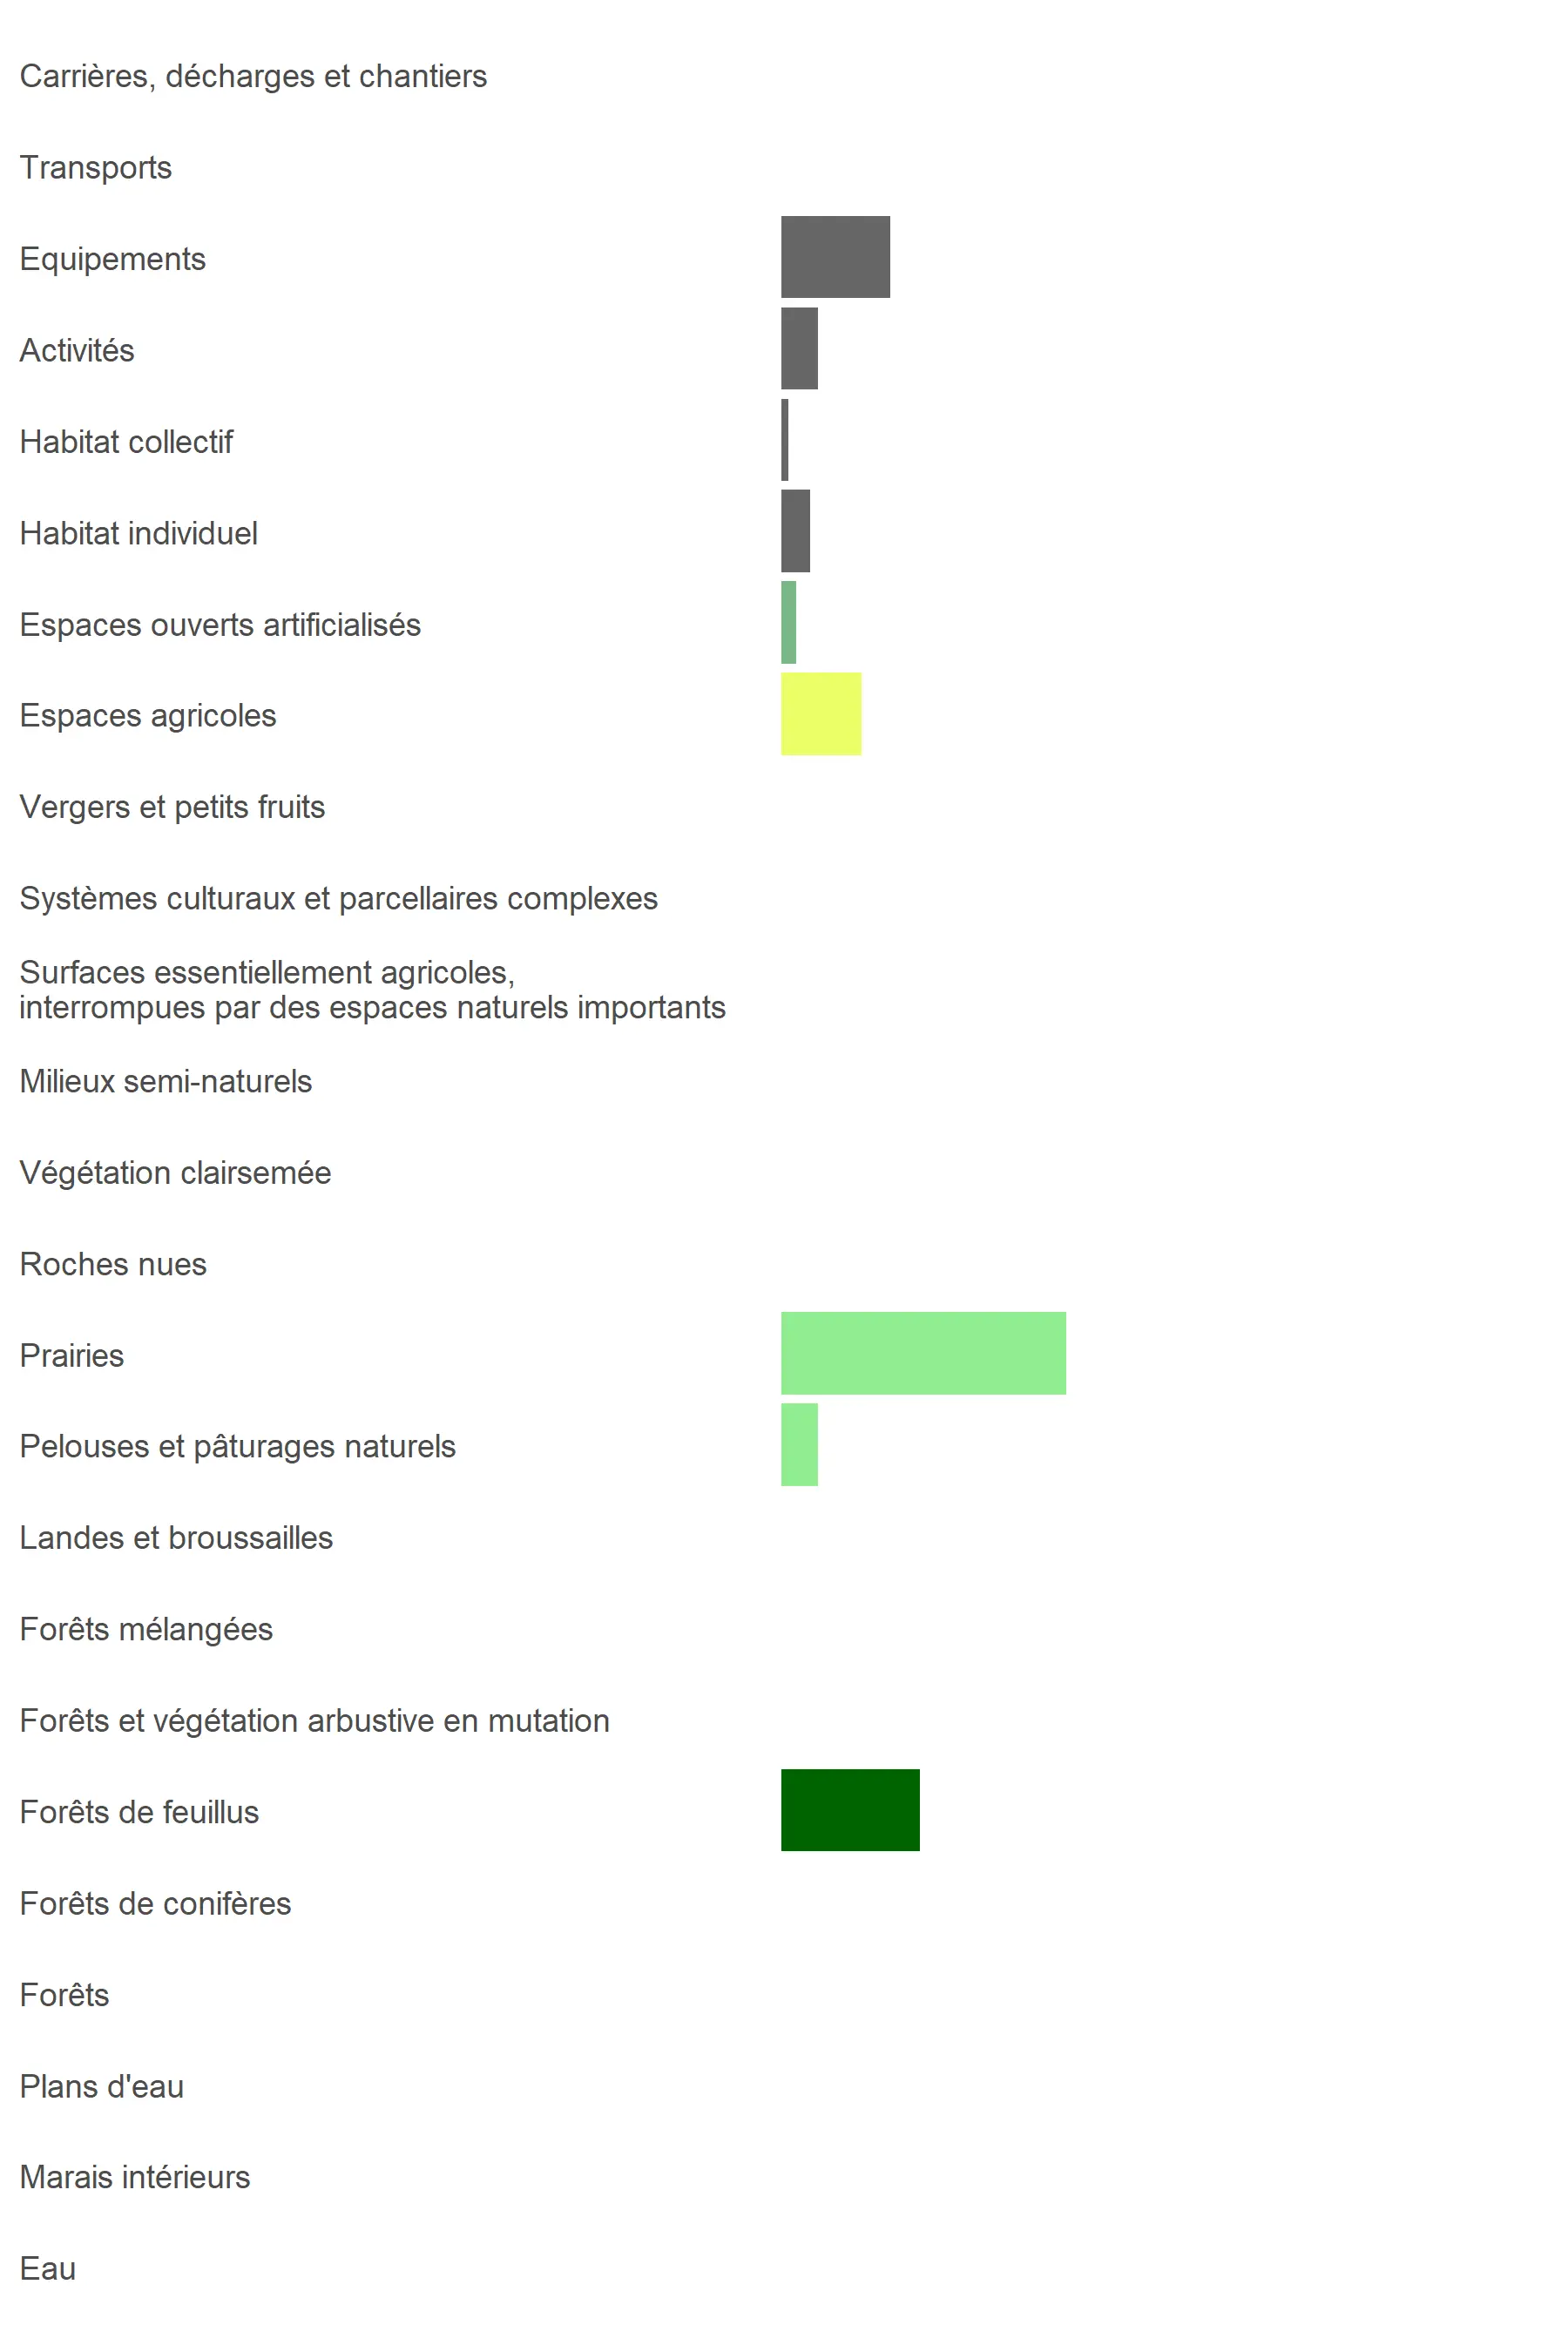 Carrières, décharges et chantiers
Transports
Equipements
Activités
Habitat collectif
Habitat individuel
Espaces ouverts artificialisés
Espaces agricoles
Vergers et petits fruits
Systèmes culturaux et parcellaires complexes
Surfaces essentiellement agricoles,
interrompues par des espaces naturels importants
Milieux semi-naturels
Végétation clairsemée
Roches nues
Prairies
Pelouses et pâturages naturels
Landes et broussailles
Forêts mélangées
Forêts et végétation arbustive en mutation
Forêts de feuillus
Forêts de conifères
Forêts
Plans d'eau
Marais intérieurs
Eau